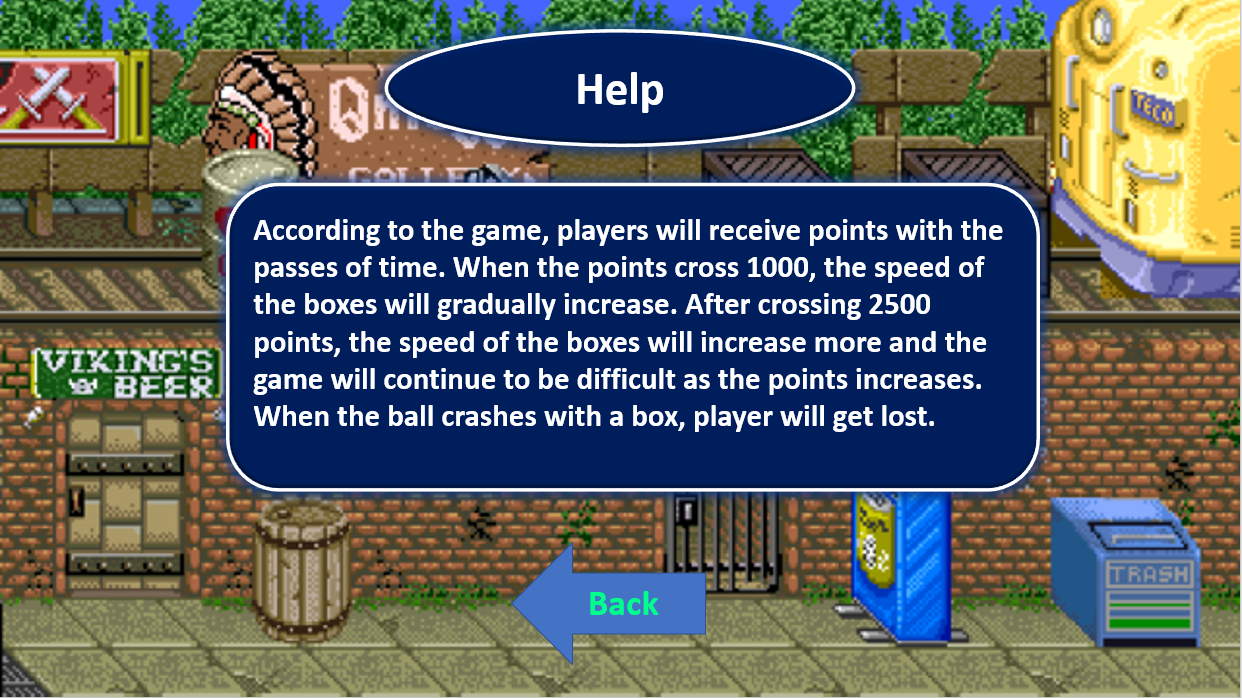 Help
TECO
GALLERY
According to the game, players will receive points with the
passes of time. When the points cross 1000, the speed of
the boxes will gradually increase. After crossing 2500
points, the speed of the boxes will increase more and the
game will continue to be difficult as the points increases.
When the ball crashes with a box, player will get lost.
VIKING'S
BEER
Back
TRASH